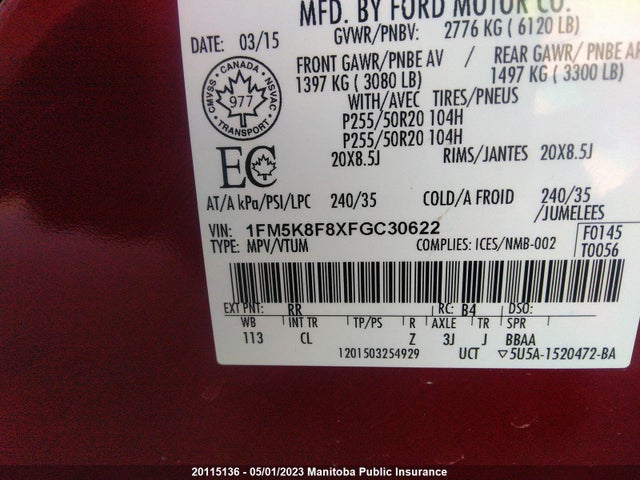 MFD. BY FORD MOTOR CO.
DATE: 03/15
GVWR/PNBV: 2776 KG ( 6120 LB)
FRONT GAWR/PNBE AV / REAR GAWR/ PNBE AR
1397 KG ( 3080 LB) 1497 KG ( 3300 LB)
WITH/AVEC TIRES/PNEUS
P255/50R20 104H
P255/50R20 104H
20X8.5J RIMS/JANTES 20X8.5J
CMVSS CANADA NSVAC
977
TRANSPORT
EC
AT/A kPa/PSI/LPC 240/35 COLD/A FROID 240/35
/JUMELEES
VIN: 1FM5K8F8XFGC30622
F0145
TYPE: MPV/VTUM COMPLIES: ICES/NMB-002
T0056
EXT PNT: RR RC: B4 DSO:
WB INT TR TP/PS R AXLE TR SPR
113 CL Z 3J J BBAA
1201503254929 UCT ▽5U5A-1520472-BA
20115136 - 05/01/2023 Manitoba Public Insurance